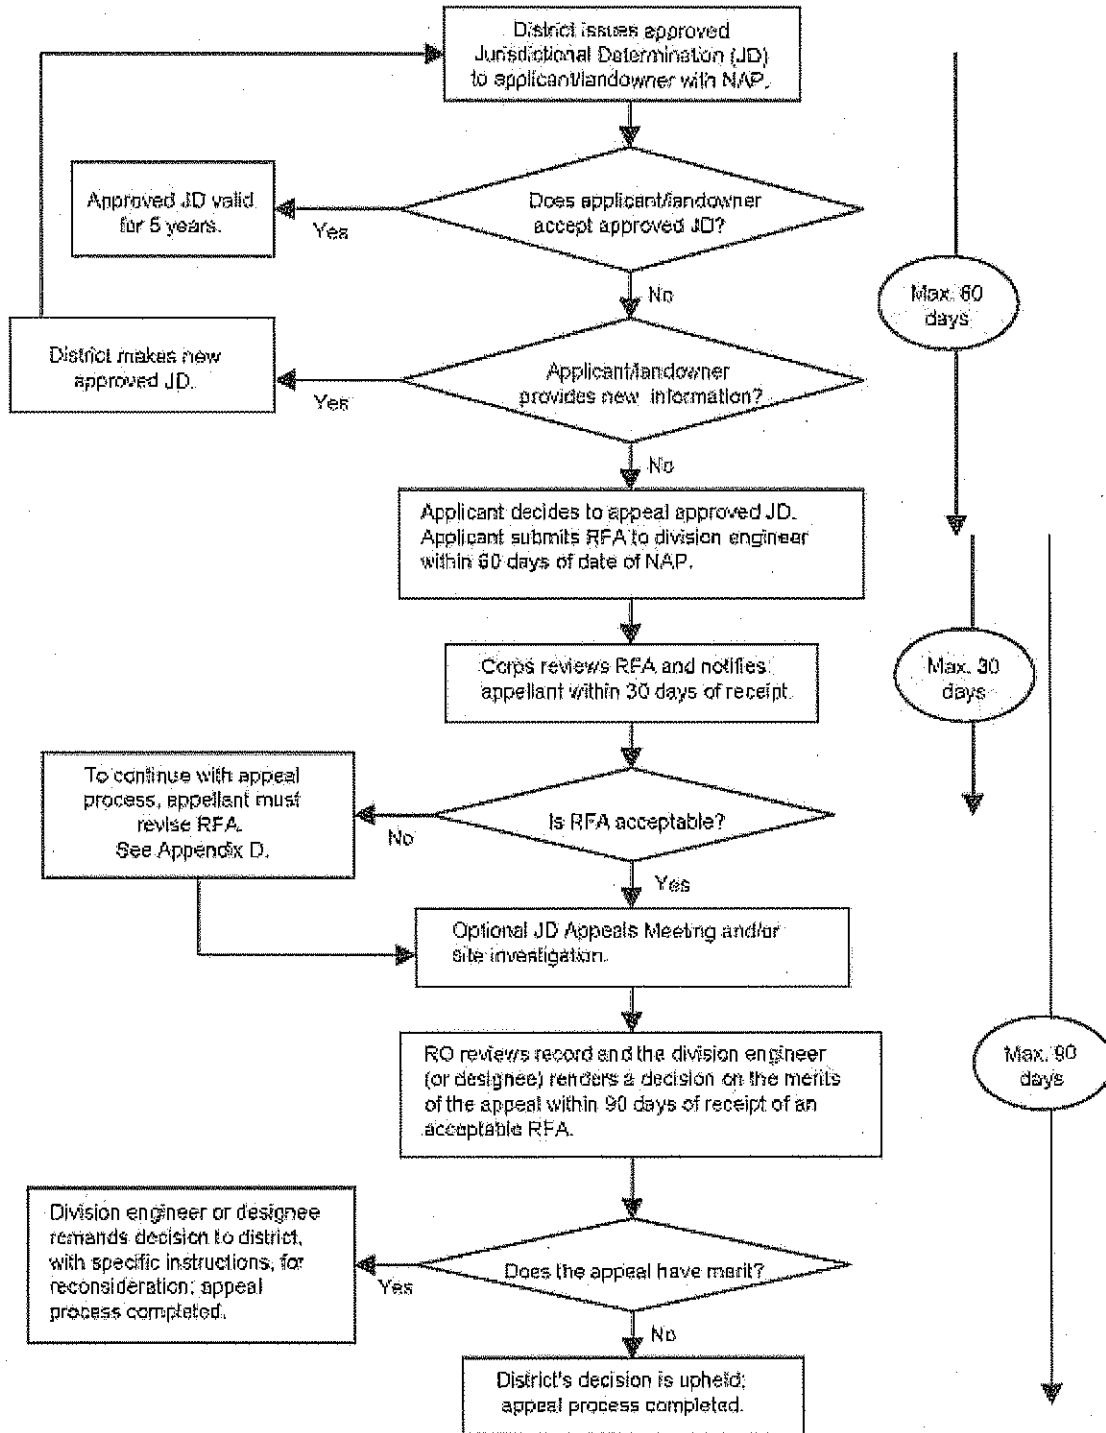 District issues approved
Jurisdictional Determination (JD)
to applicant/landowner with NAP.
Does applicant/landowner
accept approved JD?
Yes
Approved JD valid
for 5 years.
No
Max. 60
days
Applicant/landowner
provides new information?
Yes
District makes new
approved JD.
No
Applicant decides to appeal approved JD.
Applicant submits RFA to division engineer
within 60 days of date of NAP.
Corps reviews RFA and notifies
appellant within 30 days of receipt.
Max. 30
days
Is RFA acceptable?
No
To continue with appeal
process, appellant must
revise RFA.
See Appendix D.
Yes
Optional JD Appeals Meeting and/or
site investigation.
RO reviews record and the division engineer
(or designee) renders a decision on the merits
of the appeal within 90 days of receipt of an
acceptable RFA.
Max. 90
days
Does the appeal have merit?
Yes
Division engineer or designee
remands decision to district,
with specific instructions, for
reconsideration; appeal
process completed.
No
District's decision is upheld;
appeal process completed.